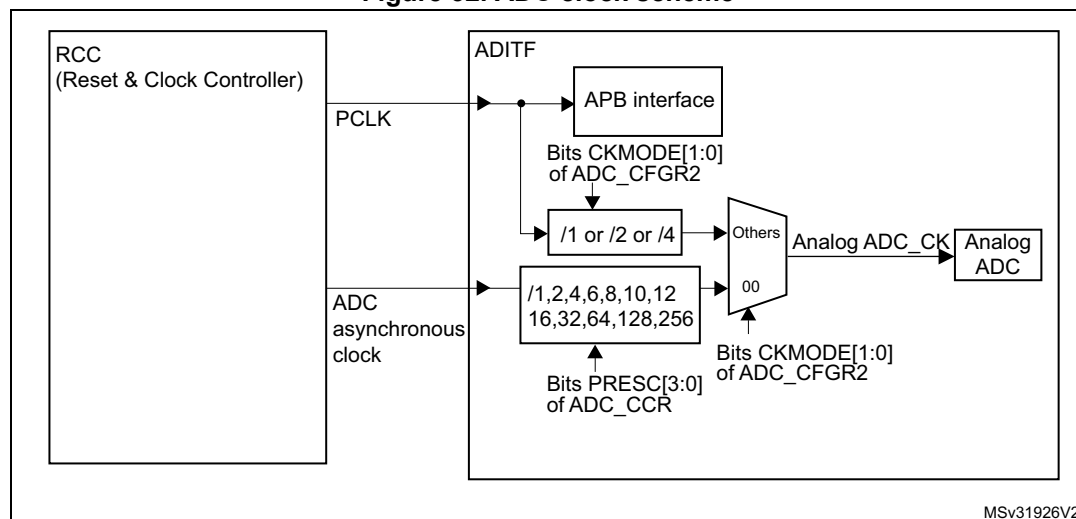 Figure ADC clock scheme
RCC
(Reset & Clock Controller)
ADITF
PCLK
APB interface
Bits CKMODE[1:0]
of ADC_CFGR2
/1 or /2 or /4
Others
Analog ADC_CK
Analog
ADC
/1,2,4,6,8,10,12
16,32,64,128,256
00
ADC
asynchronous
clock
Bits CKMODE[1:0]
of ADC_CFGR2
Bits PRESC[3:0]
of ADC_CCR
MSv31926V2